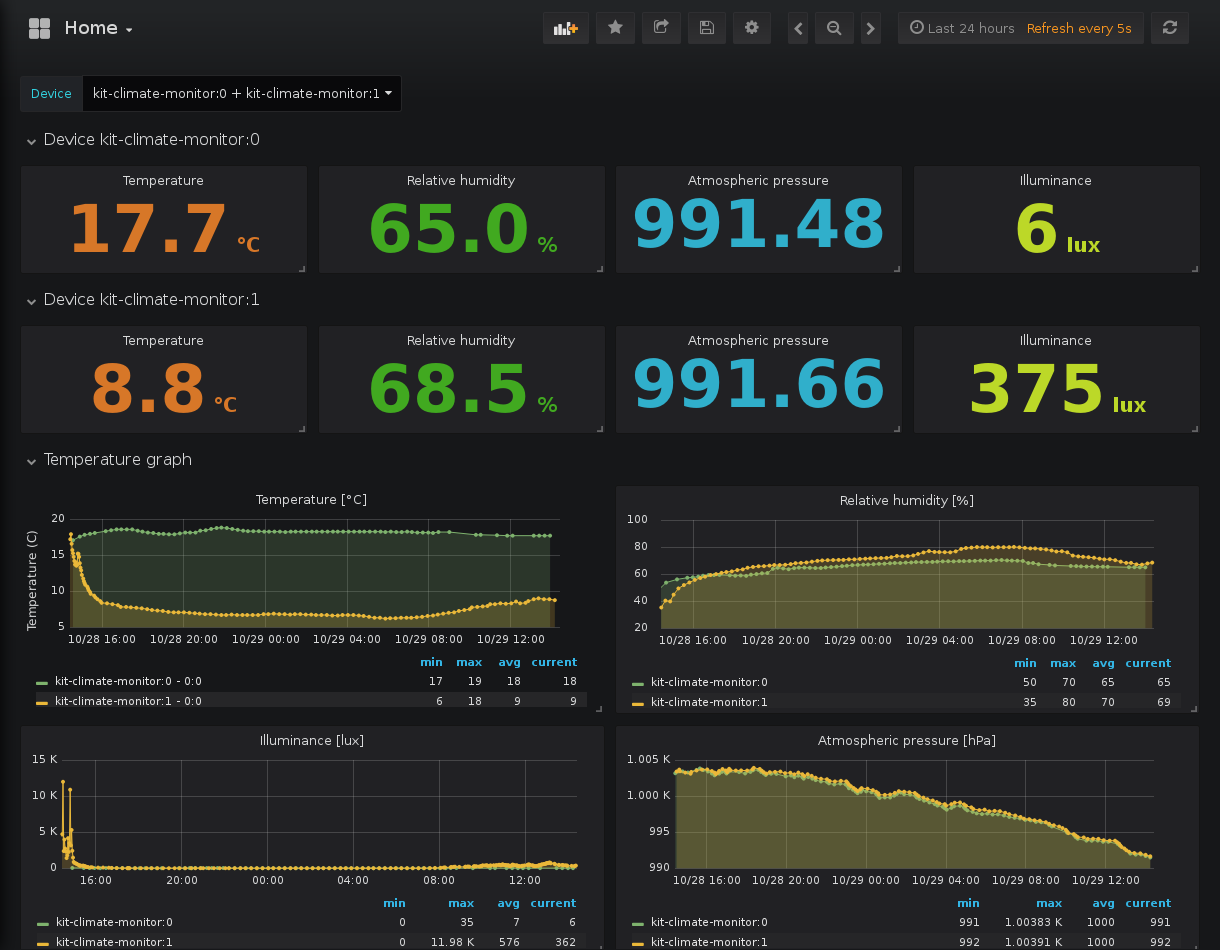 Home
Last 24 hours Refresh every 5s
Device kit-climate-monitor:0 + kit-climate-monitor:1
Device kit-climate-monitor:0
Temperature Relative humidity Atmospheric pressure Illuminance
17.7 °C 65.0 % 991.48 6 lux
Device kit-climate-monitor:1
Temperature Relative humidity Atmospheric pressure Illuminance
8.8 °C 68.5 % 991.66 375 lux
Temperature graph
Temperature [°C]
Temperature (C)
20
15
10
5
10/28 16:00 10/28 20:00 10/29 00:00 10/29 04:00 10/29 08:00 10/29 12:00
min max avg current
kit-climate-monitor:0 - 0:0 17 19 18 18
kit-climate-monitor:1 - 0:0 6 18 9 9
Relative humidity [%]
100
80
60
40
20
10/28 16:00 10/28 20:00 10/29 00:00 10/29 04:00 10/29 08:00 10/29 12:00
min max avg current
kit-climate-monitor:0 50 70 65 65
kit-climate-monitor:1 35 80 70 69
Illuminance [lux]
15 K
10 K
5 K
0
16:00 20:00 00:00 04:00 08:00 12:00
min max avg current
kit-climate-monitor:0 0 35 7 6
kit-climate-monitor:1 0 11.98 K 576 362
Atmospheric pressure [hPa]
1.005 K
1.000 K
995
990
10/28 16:00 10/28 20:00 10/29 00:00 10/29 04:00 10/29 08:00 10/29 12:00
min max avg current
kit-climate-monitor:0 991 1.00383 K 1000 991
kit-climate-monitor:1 992 1.00391 K 1000 992